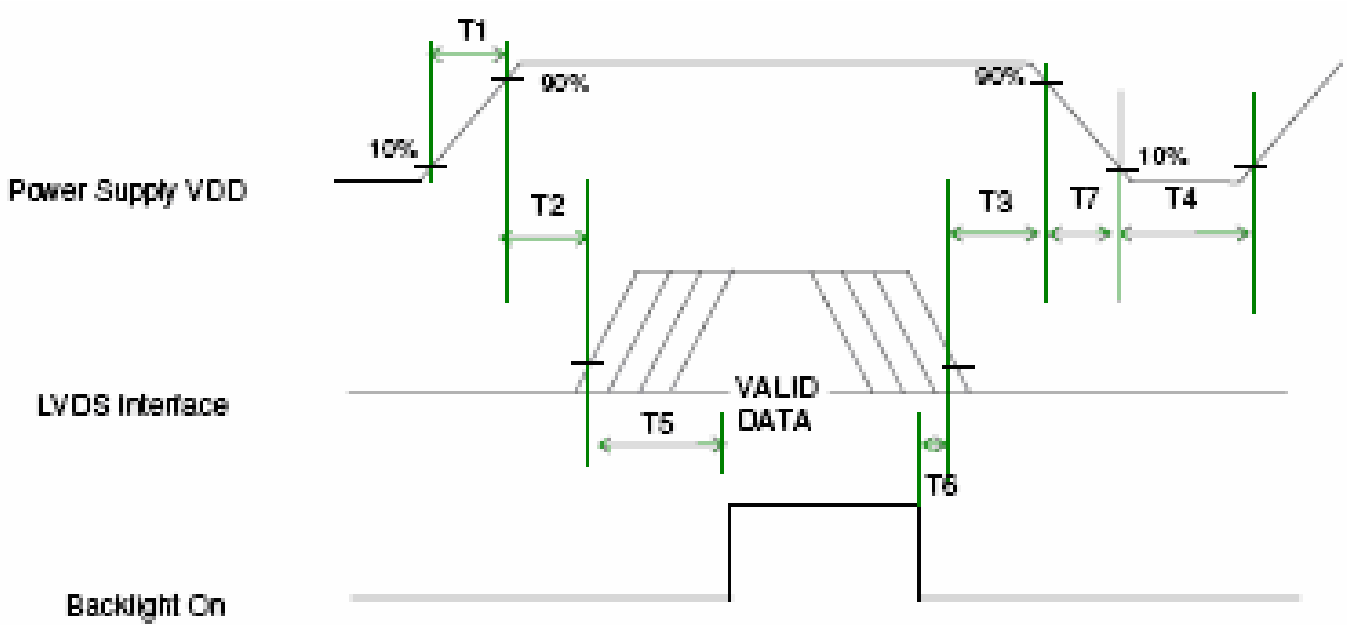 T1
90%
90%
10%
10%
Power Supply VDD
T2
T3
T7
T4
LVDS Interface
VALID
DATA
T5
T6
Backlight On